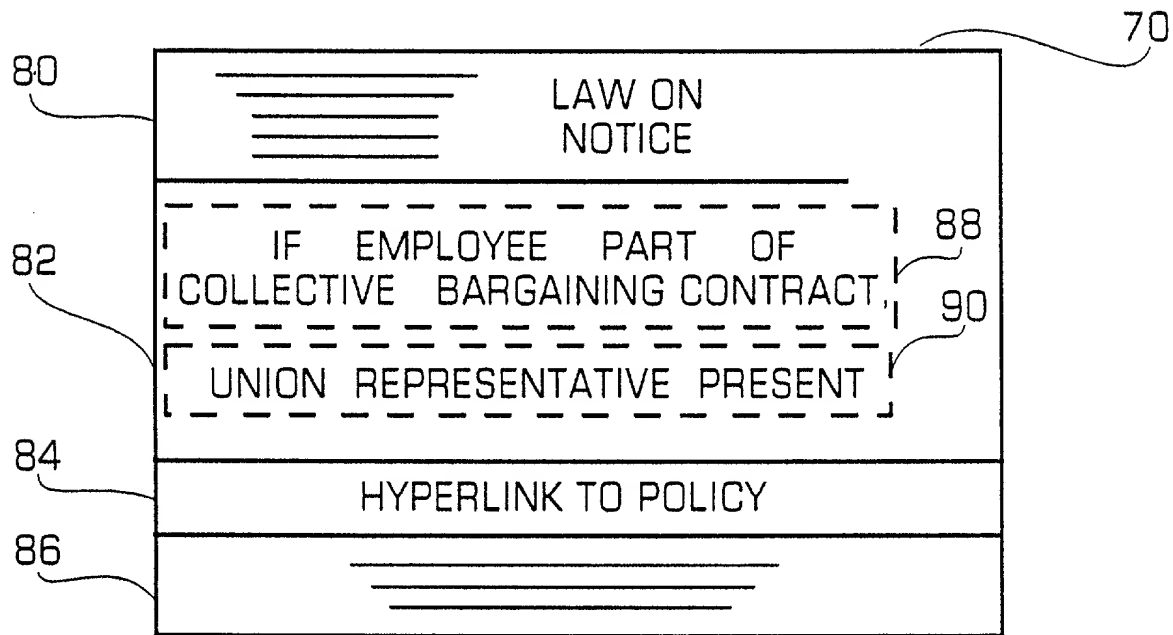 70
80
LAW ON
NOTICE
IF EMPLOYEE PART OF
COLLECTIVE BARGAINING CONTRACT,
88
82
90
UNION REPRESENTATIVE PRESENT
84
HYPERLINK TO POLICY
86